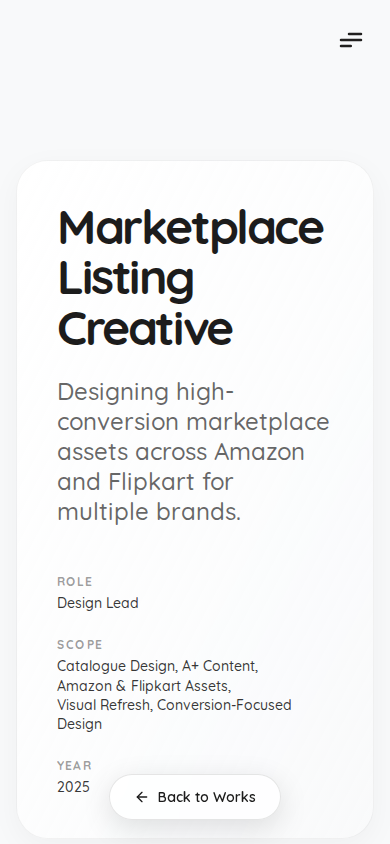 Marketplace
Listing
Creative
Designing high-
conversion marketplace
assets across Amazon
and Flipkart for
multiple brands.
ROLE
Design Lead
SCOPE
Catalogue Design, A+ Content,
Amazon & Flipkart Assets,
Visual Refresh, Conversion-Focused
Design
YEAR
2025
← Back to Works